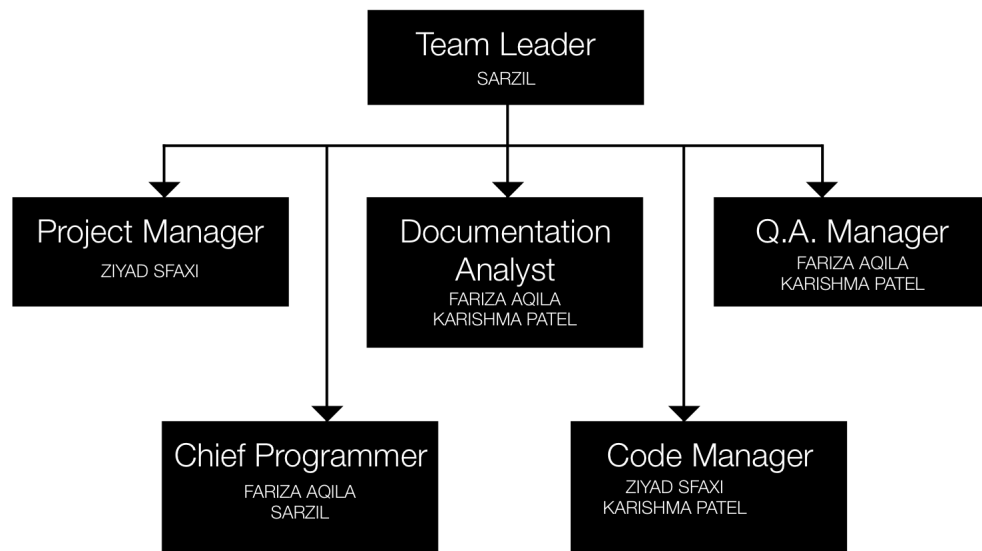 Team Leader
SARZIL
Project Manager
ZIYAD SFAXI
Documentation
Analyst
FARIZA AQILA
KARISHMA PATEL
Q.A. Manager
FARIZA AQILA
KARISHMA PATEL
Chief Programmer
FARIZA AQILA
SARZIL
Code Manager
ZIYAD SFAXI
KARISHMA PATEL